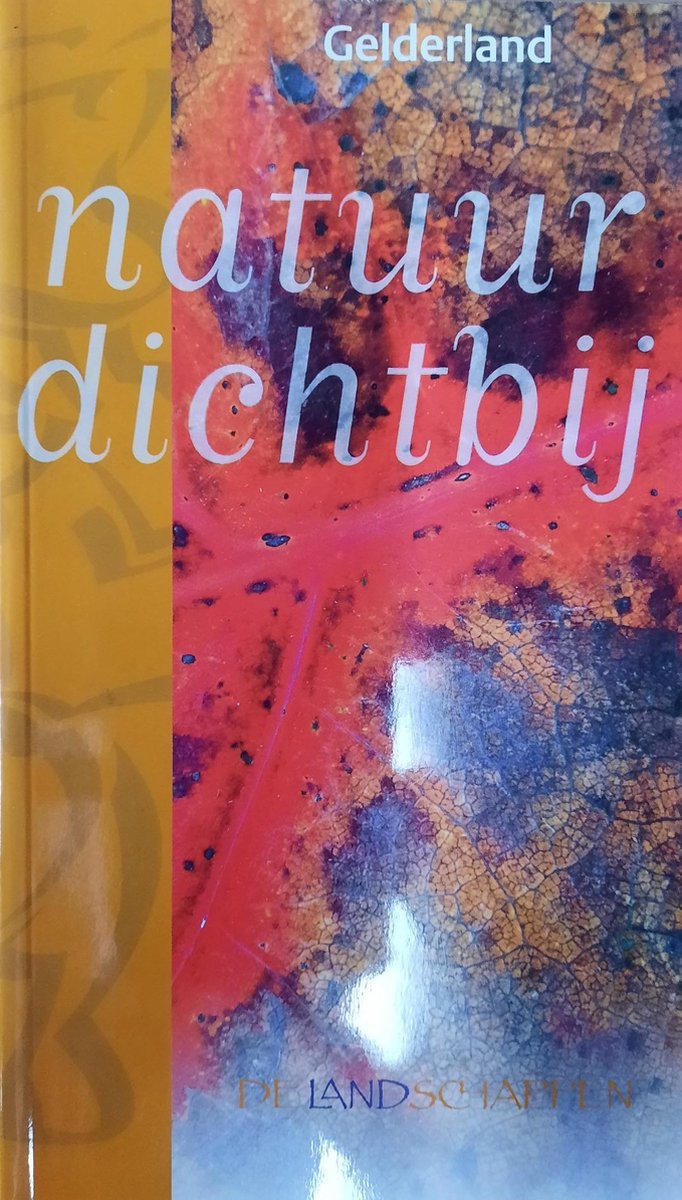 Gelderland
natuur
dichtbij
DE LANDSCHAPPEN